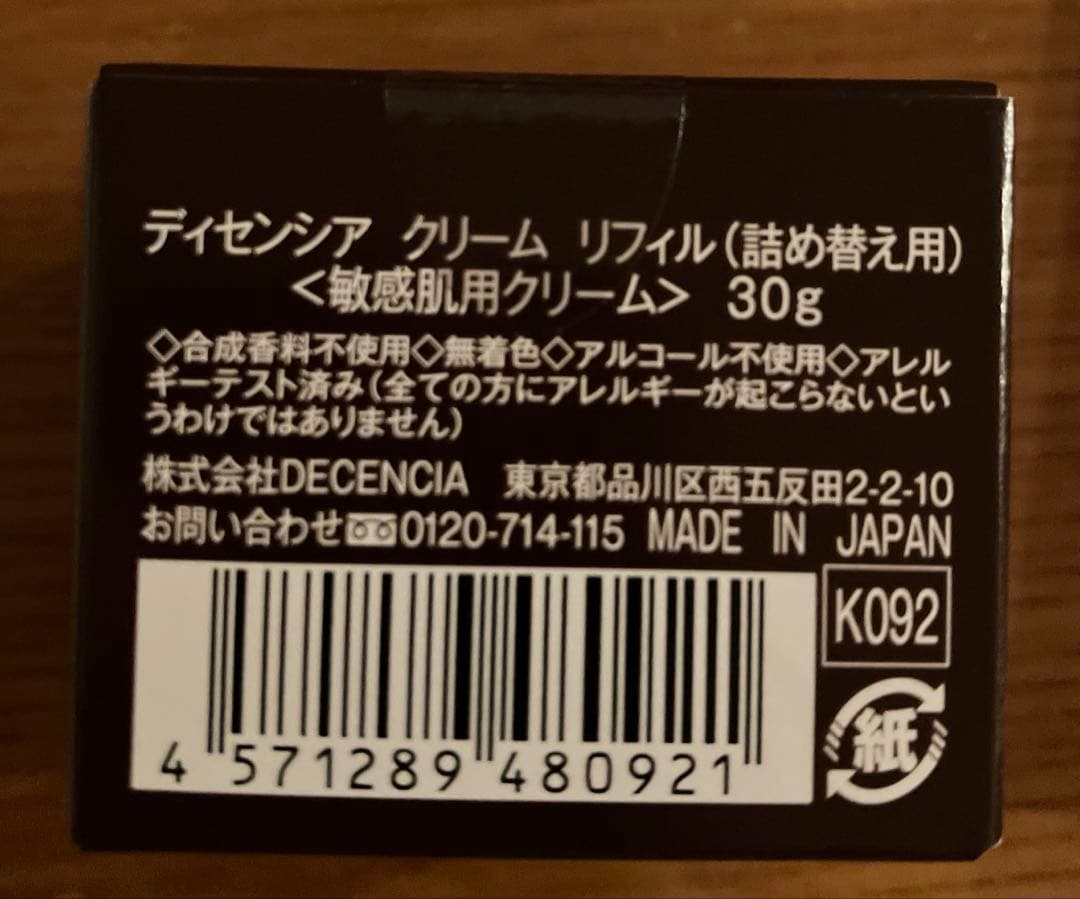 ディセンシア クリーム リフィル(詰め替え用)
<敏感肌用クリーム> 30g
◇合成香料不使用◇無着色◇アルコール不使用◇アレル
ギーテスト済み(全ての方にアレルギーが起こらないとい
うわけではありません)
株式会社DECENCIA 東京都品川区西五反田2-2-10
お問い合わせ 0120-714-115 MADE IN JAPAN
K092
紙
4 571289 480921